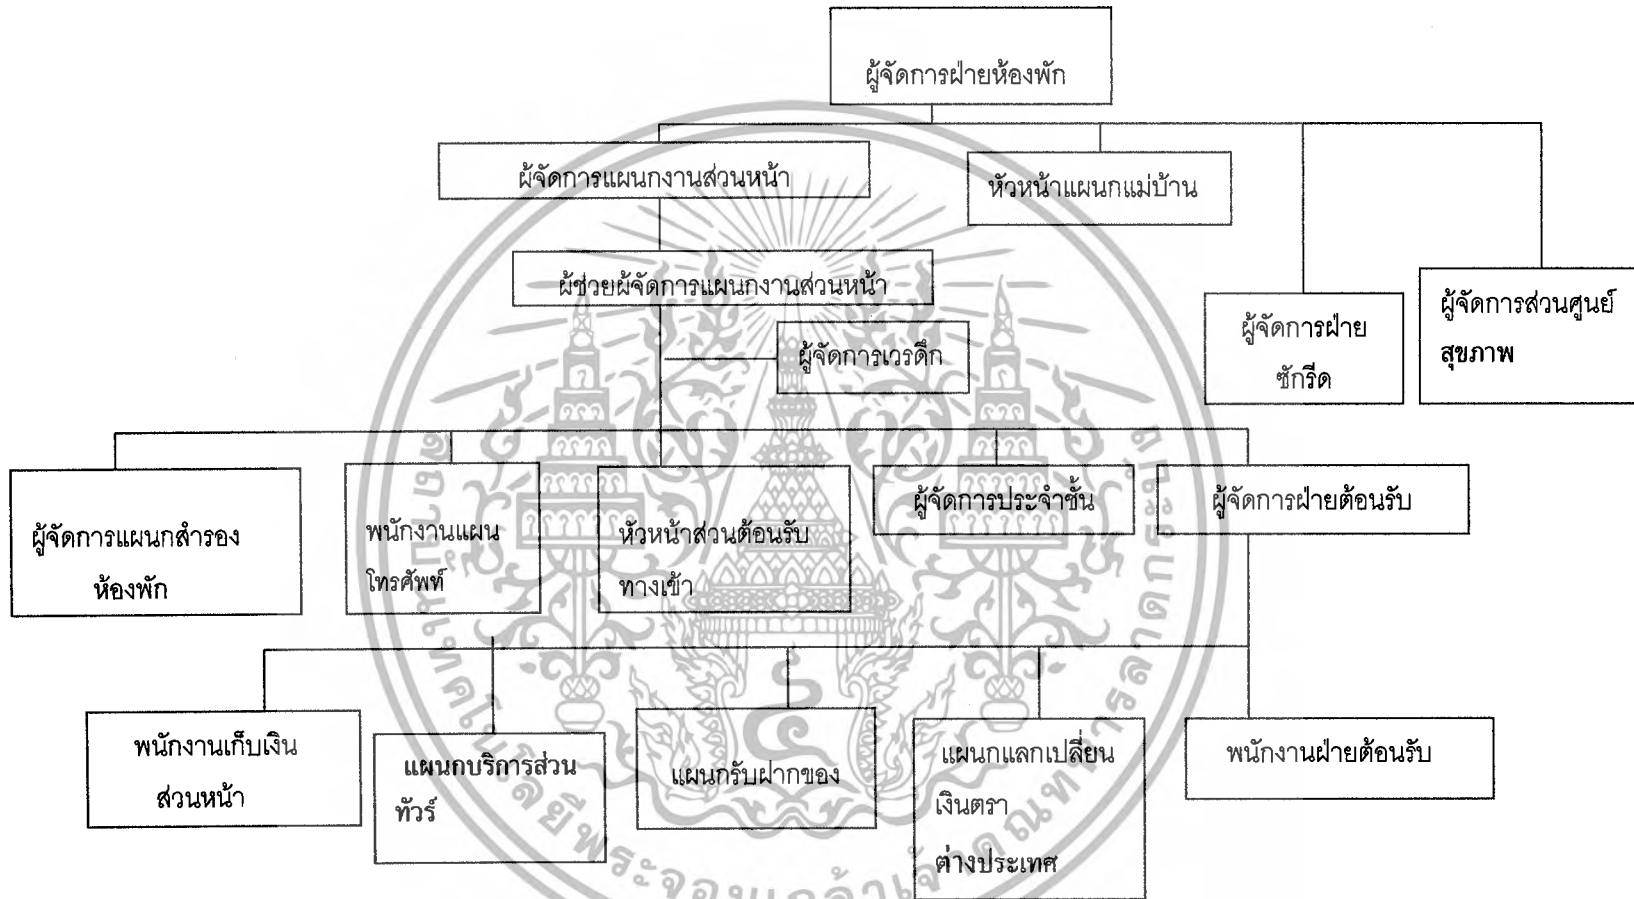 ผู้จัดการฝ่ายห้องพัก
ผู้จัดการแผนกงานส่วนหน้า
หัวหน้าแผนกแม่บ้าน
ผู้ช่วยผู้จัดการแผนกงานส่วนหน้า
ผู้จัดการฝ่าย
ซักรีด
ผู้จัดการส่วนศูนย์
สุขภาพ
ผู้จัดการเวรดึก
ผู้จัดการแผนกสำรอง
ห้องพัก
พนักงานแผน
โทรศัพท์
หัวหน้าส่วนต้อนรับ
ทางเข้า
ผู้จัดการประจำชั้น
ผู้จัดการฝ่ายต้อนรับ
พนักงานเก็บเงิน
ส่วนหน้า
แผนกบริการส่วน
ทัวร์
แผนกรับฝากของ
แผนกแลกเปลี่ยน
เงินตรา
ต่างประเทศ
พนักงานฝ่ายต้อนรับ